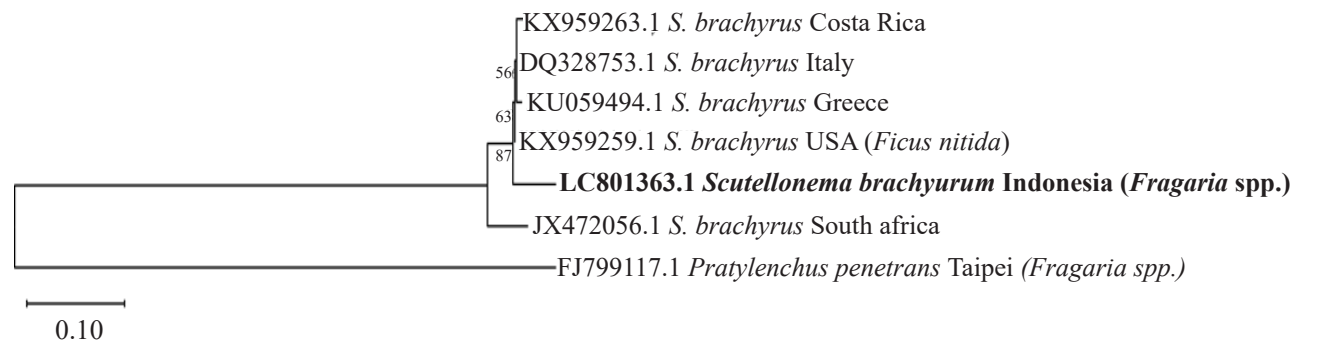 KX959263.1 S. brachyrus Costa Rica
56
DQ328753.1 S. brachyrus Italy
KU059494.1 S. brachyrus Greece
63
KX959259.1 S. brachyrus USA (Ficus nitida)
87
LC801363.1 Scutellonema brachyurum Indonesia (Fragaria spp.)
JX472056.1 S. brachyrus South africa
FJ799117.1 Pratylenchus penetrans Taipei (Fragaria spp.)
0.10